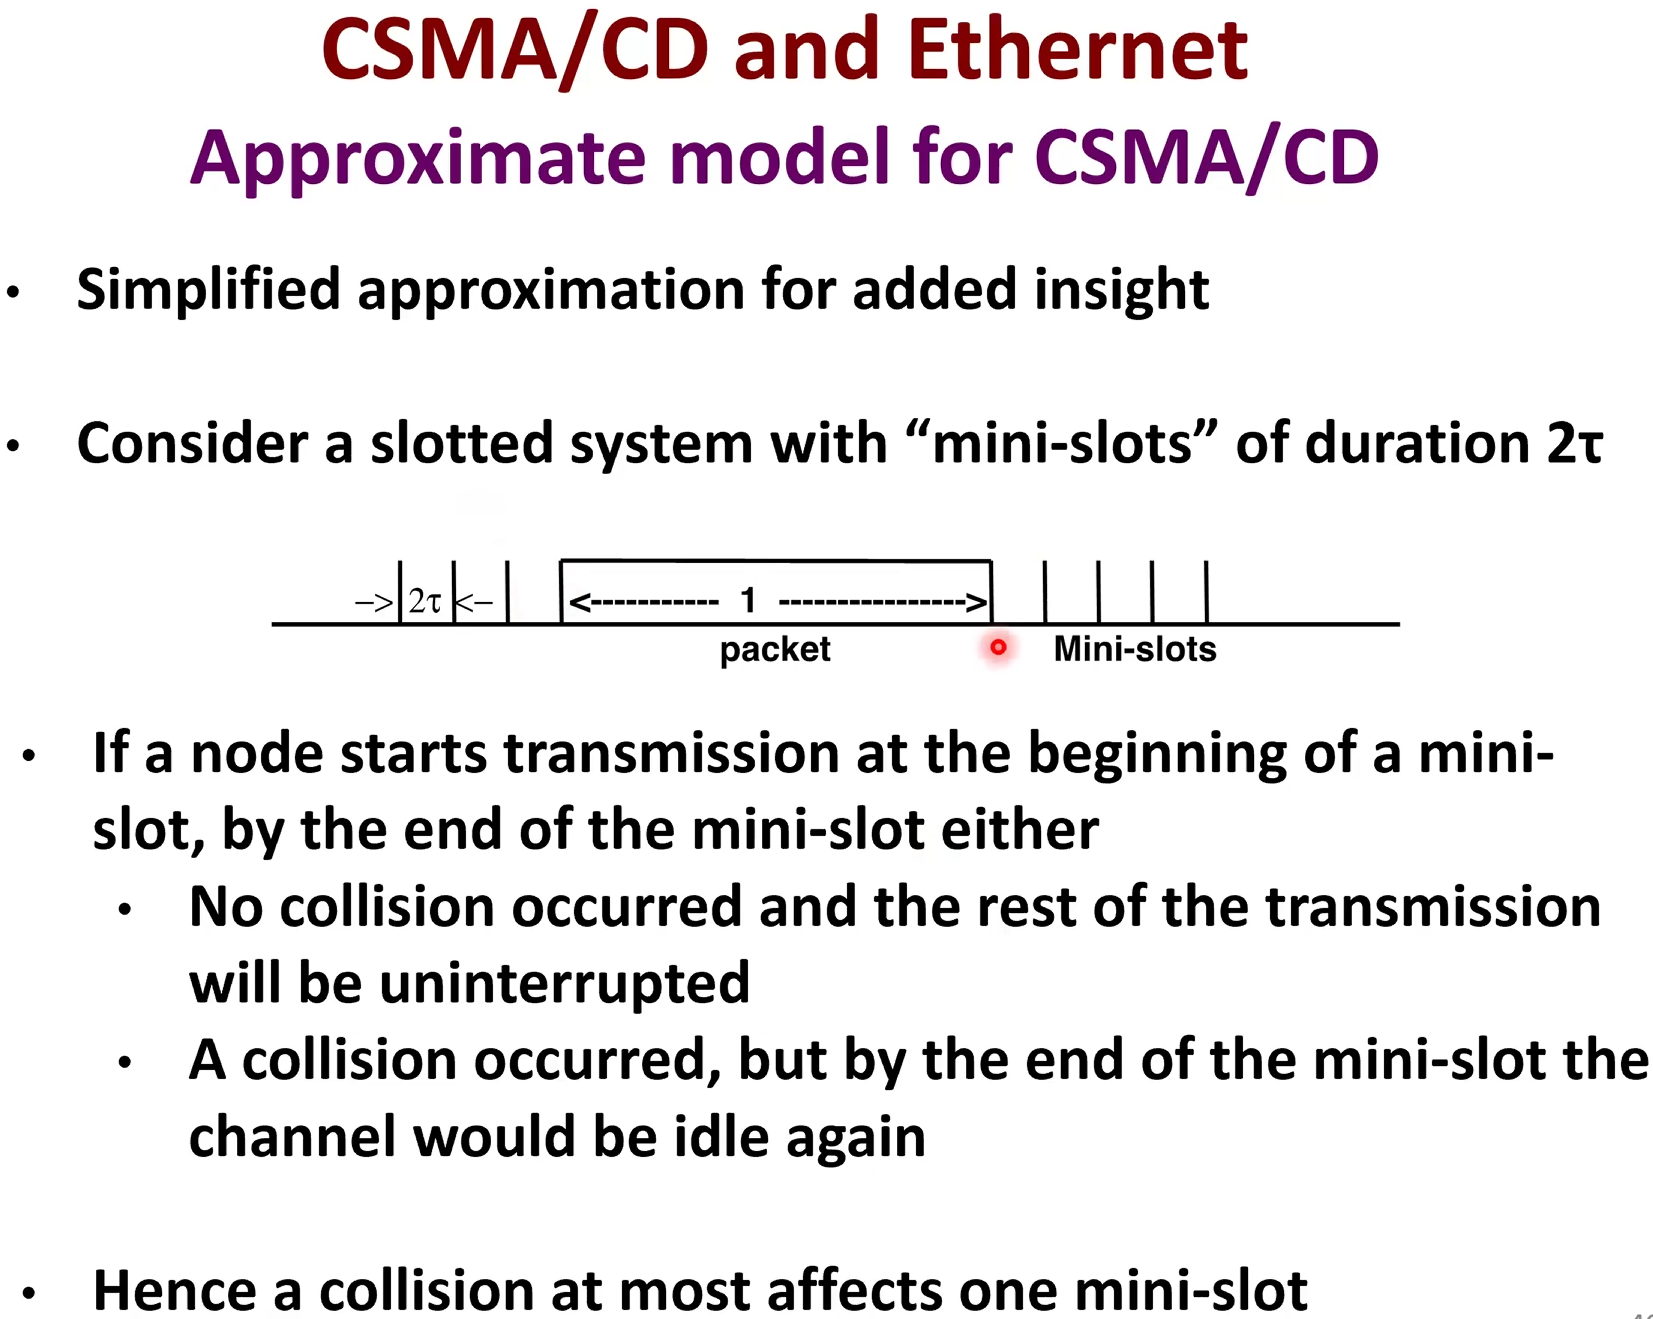 CSMA/CD and Ethernet
Approximate model for CSMA/CD
• Simplified approximation for added insight
• Consider a slotted system with “mini-slots” of duration 2τ
–>|2τ|<–
<----------- 1 ---------------->
packet
Mini-slots
• If a node starts transmission at the beginning of a mini-
slot, by the end of the mini-slot either
• No collision occurred and the rest of the transmission
will be uninterrupted
• A collision occurred, but by the end of the mini-slot the
channel would be idle again
• Hence a collision at most affects one mini-slot